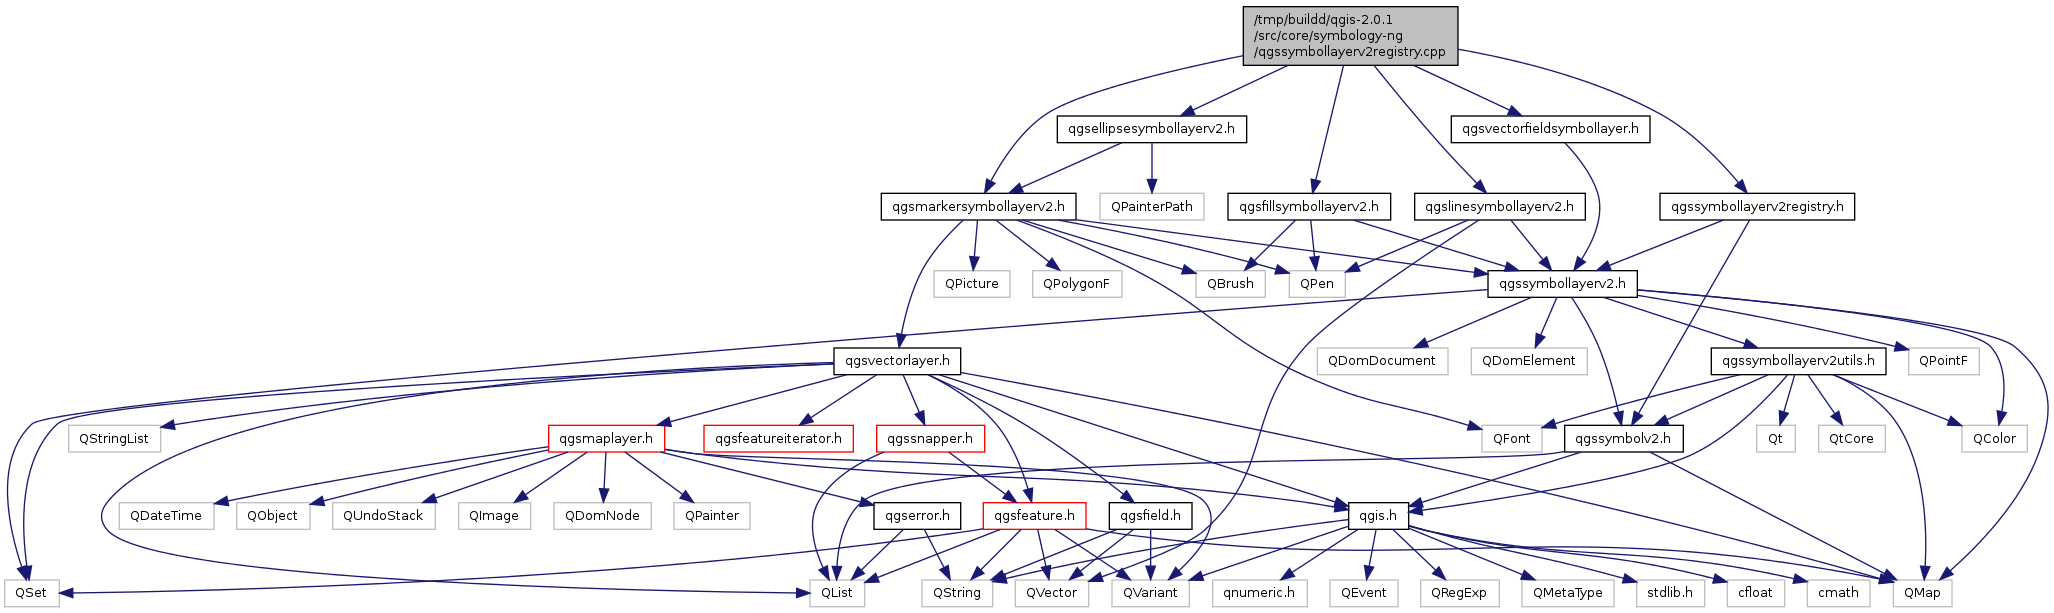 /tmp/buildd/qgis-2.0.1
/src/core/symbology-ng
/qgssymbollayerv2registry.cpp
qgsellipsesymbollayerv2.h
qgsvectorfieldsymbollayer.h
qgsmarkersymbollayerv2.h
QPainterPath
qgsfillsymbollayerv2.h
qgslinesymbollayerv2.h
qgssymbollayerv2registry.h
QPicture
QPolygonF
QBrush
QPen
qgssymbollayerv2.h
qgsvectorlayer.h
QDomDocument
QDomElement
qgssymbollayerv2utils.h
QPointF
QStringList
qgsmaplayer.h
qgsfeatureiterator.h
qgssnapper.h
QFont
qgssymbolv2.h
Qt
QtCore
QColor
QDateTime
QObject
QUndoStack
QImage
QDomNode
QPainter
qgserror.h
qgsfeature.h
qgsfield.h
qgis.h
QSet
QList
QString
QVector
QVariant
qnumeric.h
QEvent
QRegExp
QMetaType
stdlib.h
cfloat
cmath
QMap